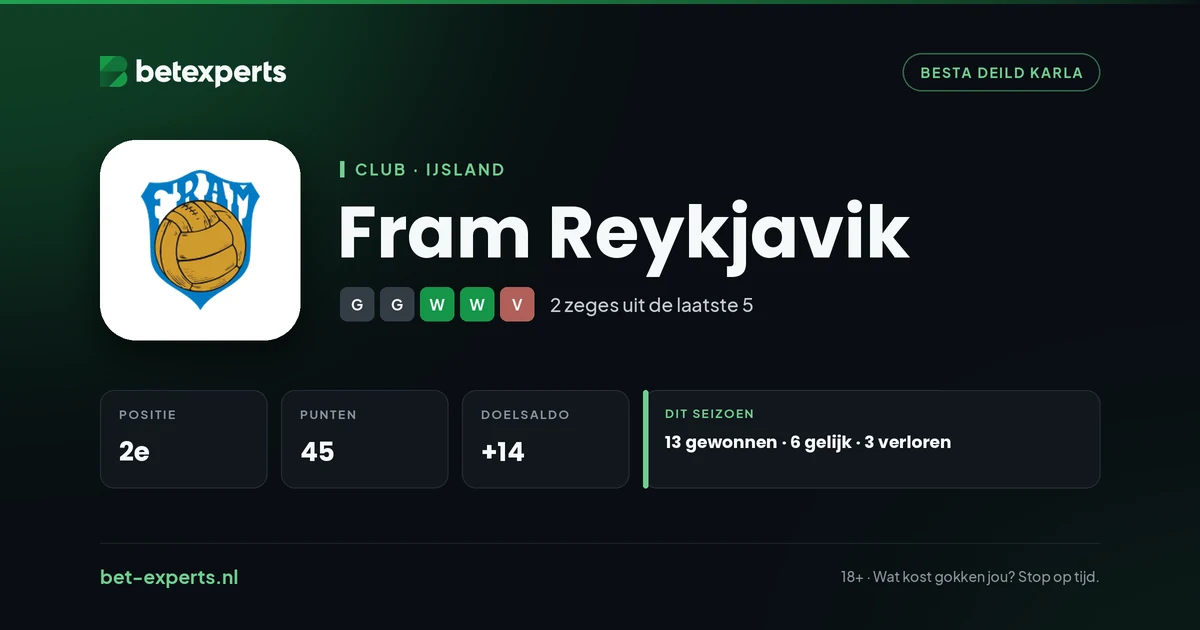 betexperts
BESTA DEILD KARLA
FRAM
CLUB · IJSLAND
Fram Reykjavik
G G W W V 2 zeges uit de laatste 5
POSITIE
2e
PUNTEN
45
DOELSALDO
+14
DIT SEIZOEN
13 gewonnen · 6 gelijk · 3 verloren
bet-experts.nl
18+ · Wat kost gokken jou? Stop op tijd.